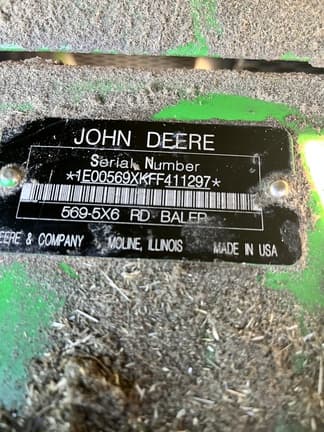 JOHN DEERE
Serial Number
*1E00569XKFF411297*
569-5X6 RD BALER
EERE & COMPANY MOLINE, ILLINOIS MADE IN USA